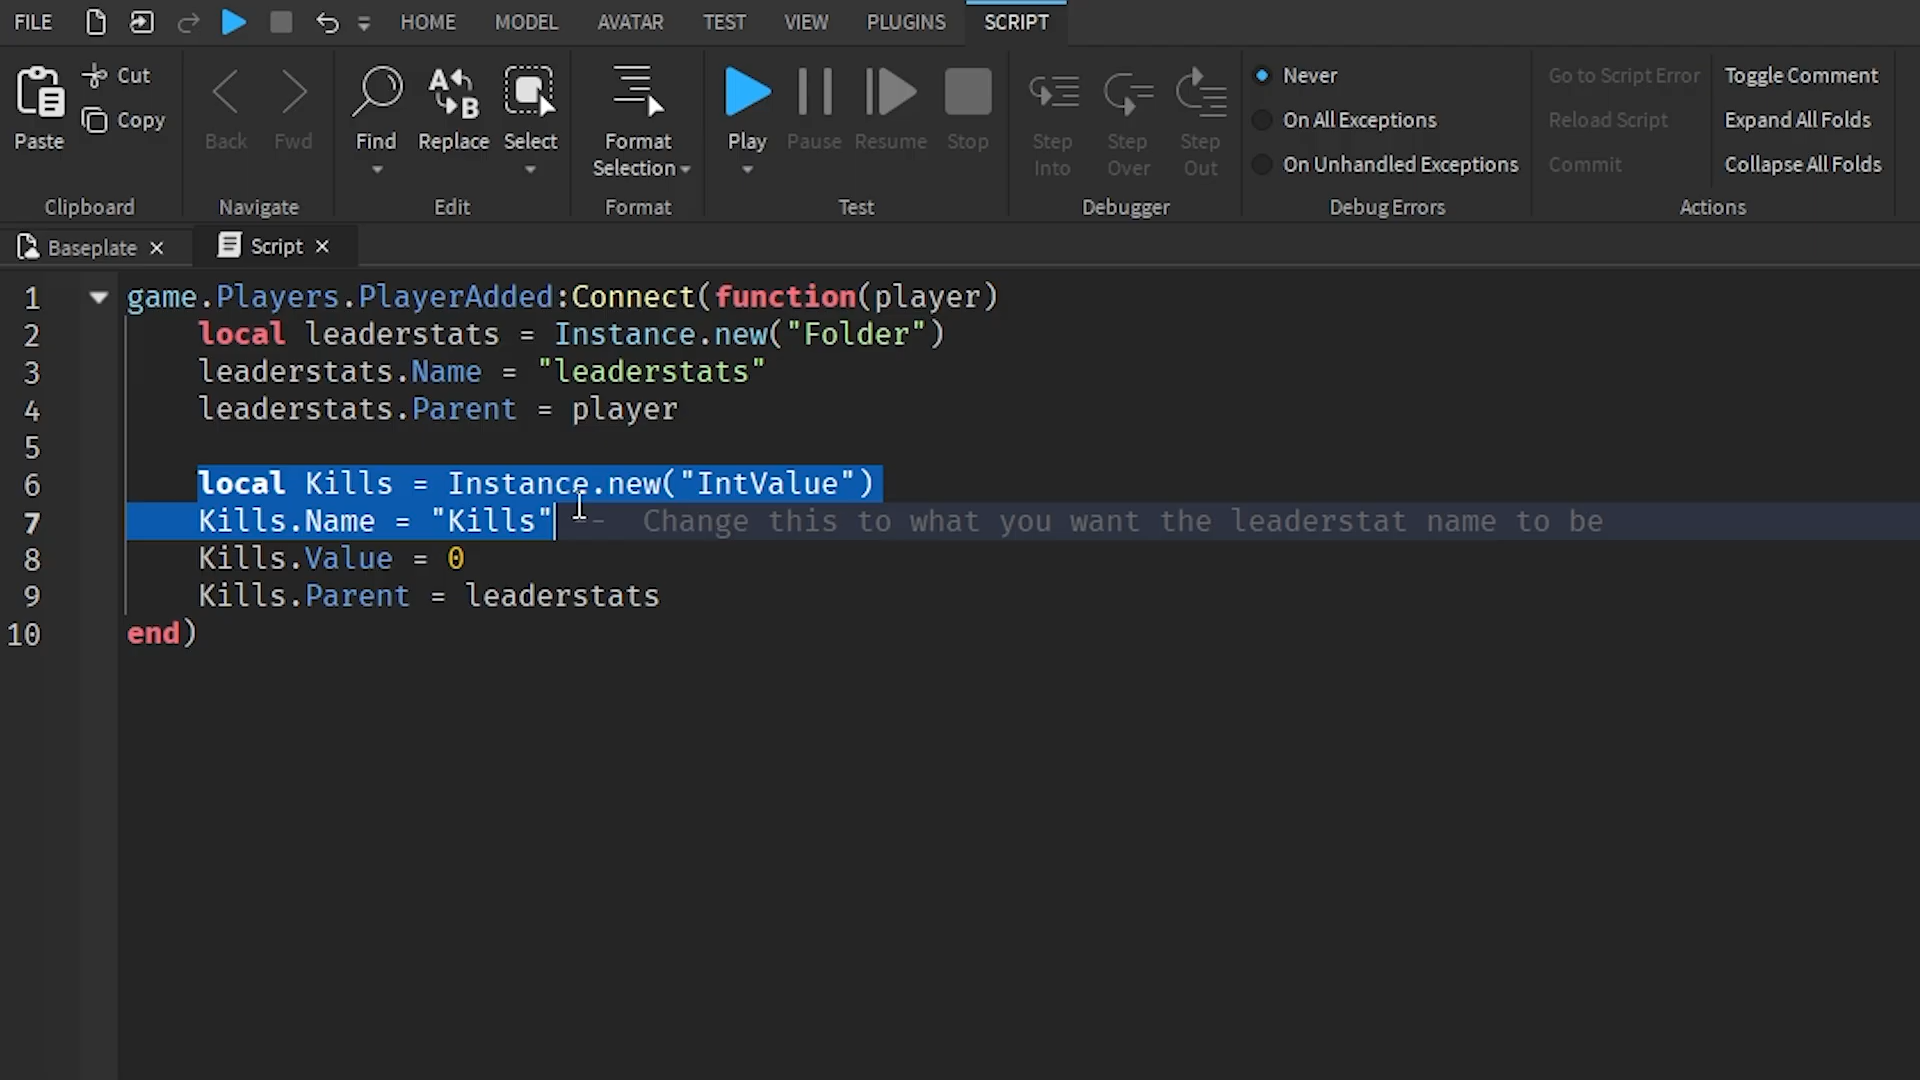 FILE HOME MODEL AVATAR TEST VIEW PLUGINS SCRIPT
Paste Cut Copy
Clipboard
Back Fwd
Navigate
Find Replace Select
Edit
Format Selection
Format
Play Pause Resume Stop
Test
Step Into Step Over Step Out
Debugger
Never
On All Exceptions
On Unhandled Exceptions
Debug Errors
Go to Script Error
Reload Script
Commit
Toggle Comment
Expand All Folds
Collapse All Folds
Actions
Baseplate × Script ×
1 game.Players.PlayerAdded:Connect(function(player)
2 local leaderstats = Instance.new("Folder")
3 leaderstats.Name = "leaderstats"
4 leaderstats.Parent = player
5
6 local Kills = Instance.new("IntValue")
7 Kills.Name = "Kills" -- Change this to what you want the leaderstat name to be
8 Kills.Value = 0
9 Kills.Parent = leaderstats
10 end)